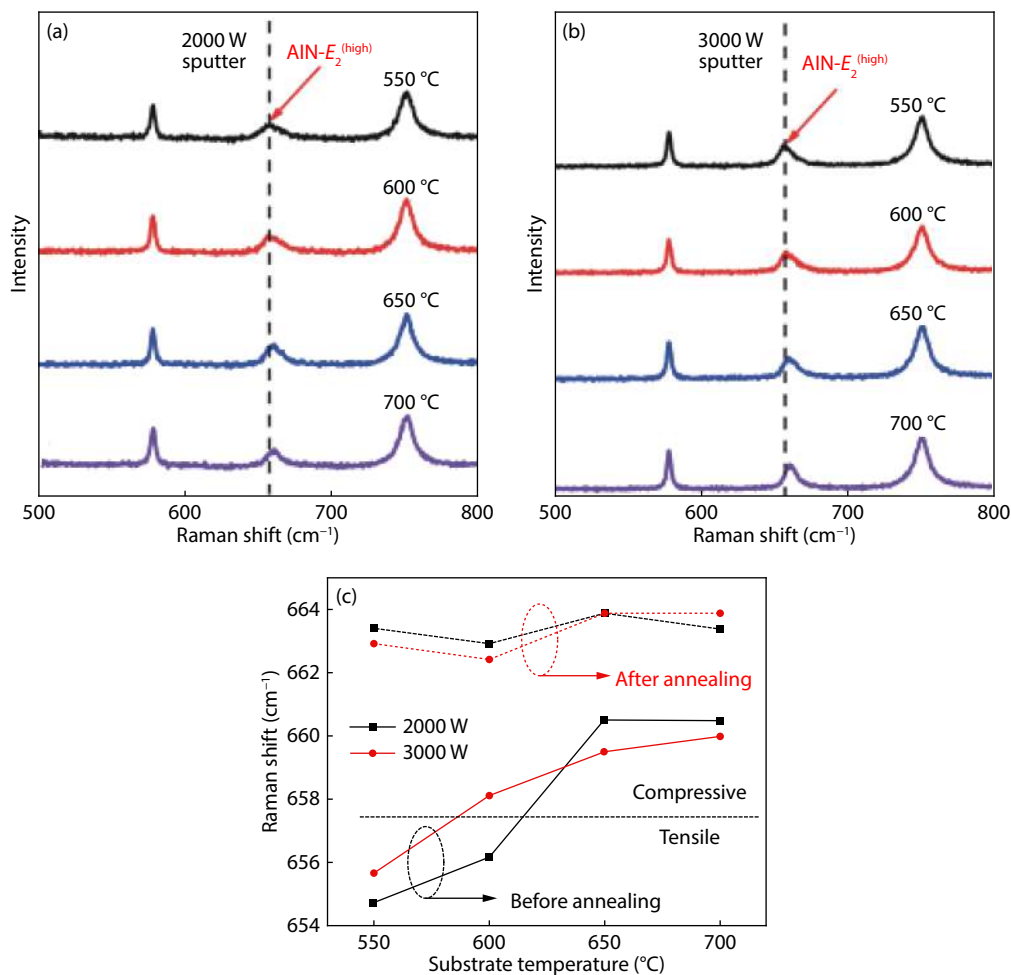 (a)
2000 W
sputter
AlN-E₂⁽ʰⁱᵍʰ⁾
550 °C
600 °C
650 °C
700 °C
Intensity
500
600
700
800
Raman shift (cm⁻¹)
(b)
3000 W
sputter
AlN-E₂⁽ʰⁱᵍʰ⁾
550 °C
600 °C
650 °C
700 °C
Intensity
500
600
700
800
Raman shift (cm⁻¹)
(c)
664
662
660
658
656
654
Raman shift (cm⁻¹)
After annealing
2000 W
3000 W
Compressive
Tensile
Before annealing
550
600
650
700
Substrate temperature (°C)